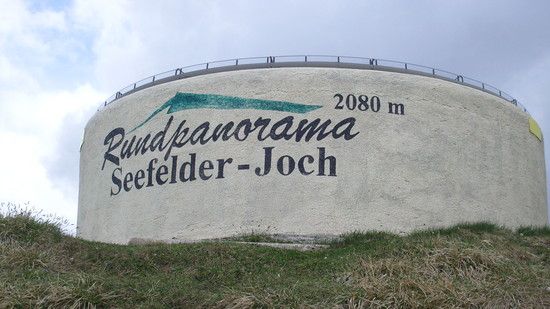 2080 m
Rundpanorama
Seefelder-Joch